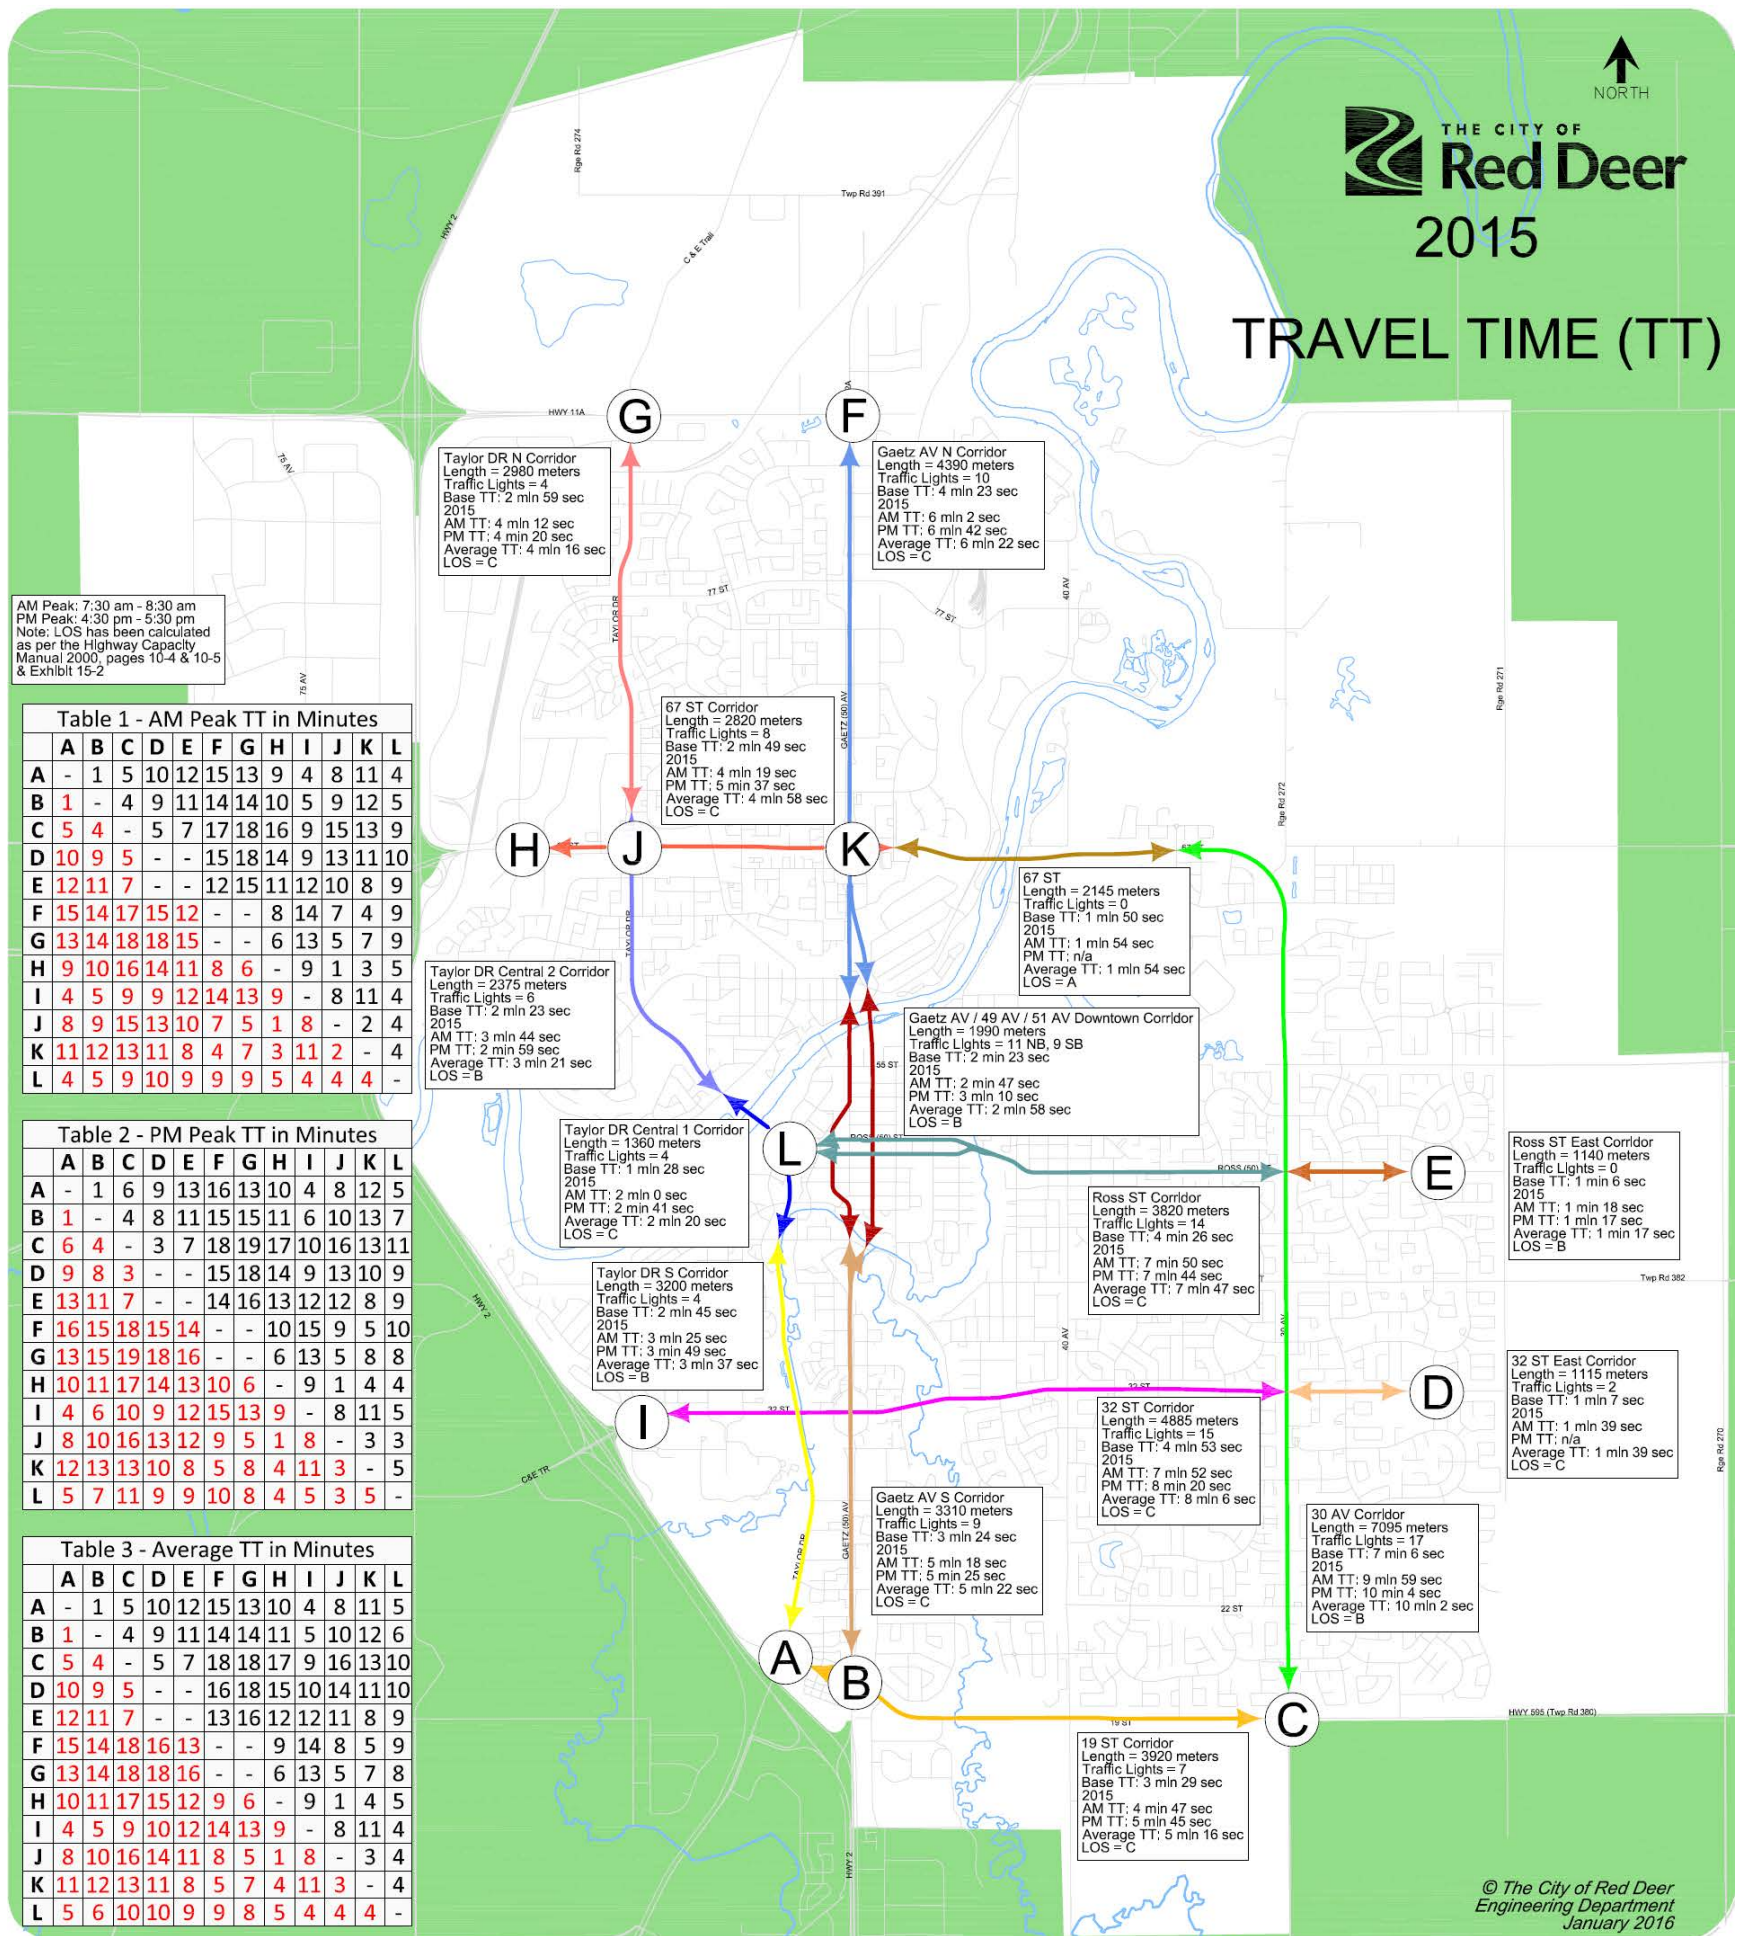 NORTH
THE CITY OF
Red Deer
2015
TRAVEL TIME (TT)
Rge Rd 274
Twp Rd 391
HWY 2
C & E Trail
HWY 11A
G
F
2A
75 AV
Taylor DR N Corridor
Length = 2980 meters
Traffic Lights = 4
Base TT: 2 min 59 sec
2015
AM TT: 4 min 12 sec
PM TT: 4 min 20 sec
Average TT: 4 min 16 sec
LOS = C
Gaetz AV N Corridor
Length = 4390 meters
Traffic Lights = 10
Base TT: 4 min 23 sec
2015
AM TT: 6 min 2 sec
PM TT: 6 min 42 sec
Average TT: 6 min 22 sec
LOS = C
77 ST
77 ST
40 AV
TAYLOR DR
AM Peak: 7:30 am - 8:30 am
PM Peak: 4:30 pm - 5:30 pm
Note: LOS has been calculated
as per the Highway Capacity
Manual 2000, pages 10-4 & 10-5
& Exhibit 15-2
75 AV
Rge Rd 271
GAETZ (50) AV
Rge Rd 272
67 ST Corridor
Length = 2820 meters
Traffic Lights = 8
Base TT: 2 min 49 sec
2015
AM TT: 4 min 19 sec
PM TT: 5 min 37 sec
Average TT: 4 min 58 sec
LOS = C
Table 1 - AM Peak TT in Minutes
A B C D E F G H I J K L
A - 1 5 10 12 15 13 9 4 8 11 4
B 1 - 4 9 11 14 14 10 5 9 12 5
C 5 4 - 5 7 17 18 16 9 15 13 9
D 10 9 5 - - 15 18 14 9 13 11 10
E 12 11 7 - - 12 15 11 12 10 8 9
F 15 14 17 15 12 - - 8 14 7 4 9
G 13 14 18 18 15 - - 6 13 5 7 9
H 9 10 16 14 11 8 6 - 9 1 3 5
I 4 5 9 9 12 14 13 9 - 8 11 4
J 8 9 15 13 10 7 5 1 8 - 2 4
K 11 12 13 11 8 4 7 3 11 2 - 4
L 4 5 9 10 9 9 9 5 4 4 4 -
H
J
K
67 ST
Length = 2145 meters
Traffic Lights = 0
Base TT: 1 min 50 sec
2015
AM TT: 1 min 54 sec
PM TT: n/a
Average TT: 1 min 54 sec
LOS = A
TAYLOR DR
Taylor DR Central 2 Corridor
Length = 2375 meters
Traffic Lights = 6
Base TT: 2 min 23 sec
2015
AM TT: 3 min 44 sec
PM TT: 2 min 59 sec
Average TT: 3 min 21 sec
LOS = B
Gaetz AV / 49 AV / 51 AV Downtown Corridor
Length = 1990 meters
Traffic Lights = 11 NB, 9 SB
Base TT: 2 min 23 sec
2015
AM TT: 2 min 47 sec
PM TT: 3 min 10 sec
Average TT: 2 min 58 sec
LOS = B
55 ST
Table 2 - PM Peak TT in Minutes
A B C D E F G H I J K L
A - 1 6 9 13 16 13 10 4 8 12 5
B 1 - 4 8 11 15 15 11 6 10 13 7
C 6 4 - 3 7 18 19 17 10 16 13 11
D 9 8 3 - - 15 18 14 9 13 10 9
E 13 11 7 - - 14 16 13 12 12 8 9
F 16 15 18 15 14 - - 10 15 9 5 10
G 13 15 19 18 16 - - 6 13 5 8 8
H 10 11 17 14 13 10 6 - 9 1 4 4
I 4 6 10 9 12 15 13 9 - 8 11 5
J 8 10 16 13 12 9 5 1 8 - 3 3
K 12 13 13 10 8 5 8 4 11 3 - 5
L 5 7 11 9 9 10 8 4 5 3 5 -
Taylor DR Central 1 Corridor
Length = 1360 meters
Traffic Lights = 4
Base TT: 1 min 28 sec
2015
AM TT: 2 min 0 sec
PM TT: 2 min 41 sec
Average TT: 2 min 20 sec
LOS = C
L
ROSS (50) ST
ROSS (50)
E
Ross ST East Corridor
Length = 1140 meters
Traffic Lights = 0
Base TT: 1 min 6 sec
2015
AM TT: 1 min 18 sec
PM TT: 1 min 17 sec
Average TT: 1 min 17 sec
LOS = B
Ross ST Corridor
Length = 3820 meters
Traffic Lights = 14
Base TT: 4 min 26 sec
2015
AM TT: 7 min 50 sec
PM TT: 7 min 44 sec
Average TT: 7 min 47 sec
LOS = C
Taylor DR S Corridor
Length = 3200 meters
Traffic Lights = 4
Base TT: 2 min 45 sec
2015
AM TT: 3 min 25 sec
PM TT: 3 min 49 sec
Average TT: 3 min 37 sec
LOS = B
Twp Rd 382
HWY 2
40 AV
30 AV
32 ST East Corridor
Length = 1115 meters
Traffic Lights = 2
Base TT: 1 min 7 sec
2015
AM TT: 1 min 39 sec
PM TT: n/a
Average TT: 1 min 39 sec
LOS = C
I
32 ST
32 ST
D
32 ST Corridor
Length = 4885 meters
Traffic Lights = 15
Base TT: 4 min 53 sec
2015
AM TT: 7 min 52 sec
PM TT: 8 min 20 sec
Average TT: 8 min 6 sec
LOS = C
C&E TR
Rge Rd 270
Gaetz AV S Corridor
Length = 3310 meters
Traffic Lights = 9
Base TT: 3 min 24 sec
2015
AM TT: 5 min 18 sec
PM TT: 5 min 25 sec
Average TT: 5 min 22 sec
LOS = C
30 AV Corridor
Length = 7095 meters
Traffic Lights = 17
Base TT: 7 min 6 sec
2015
AM TT: 9 min 59 sec
PM TT: 10 min 4 sec
Average TT: 10 min 2 sec
LOS = B
GAETZ (50) AV
TAYLOR DR
22 ST
Table 3 - Average TT in Minutes
A B C D E F G H I J K L
A - 1 5 10 12 15 13 10 4 8 11 5
B 1 - 4 9 11 14 14 11 5 10 12 6
C 5 4 - 5 7 18 18 17 9 16 13 10
D 10 9 5 - - 16 18 15 10 14 11 10
E 12 11 7 - - 13 16 12 12 11 8 9
F 15 14 18 16 13 - - 9 14 8 5 9
G 13 14 18 18 16 - - 6 13 5 7 8
H 10 11 17 15 12 9 6 - 9 1 4 5
I 4 5 9 10 12 14 13 9 - 8 11 4
J 8 10 16 14 11 8 5 1 8 - 3 4
K 11 12 13 11 8 5 7 4 11 3 - 4
L 5 6 10 10 9 9 8 5 4 4 4 -
A
B
C
19 ST
HWY 595 (Twp Rd 380)
19 ST Corridor
Length = 3920 meters
Traffic Lights = 7
Base TT: 3 min 29 sec
2015
AM TT: 4 min 47 sec
PM TT: 5 min 45 sec
Average TT: 5 min 16 sec
LOS = C
HWY 2
© The City of Red Deer
Engineering Department
January 2016